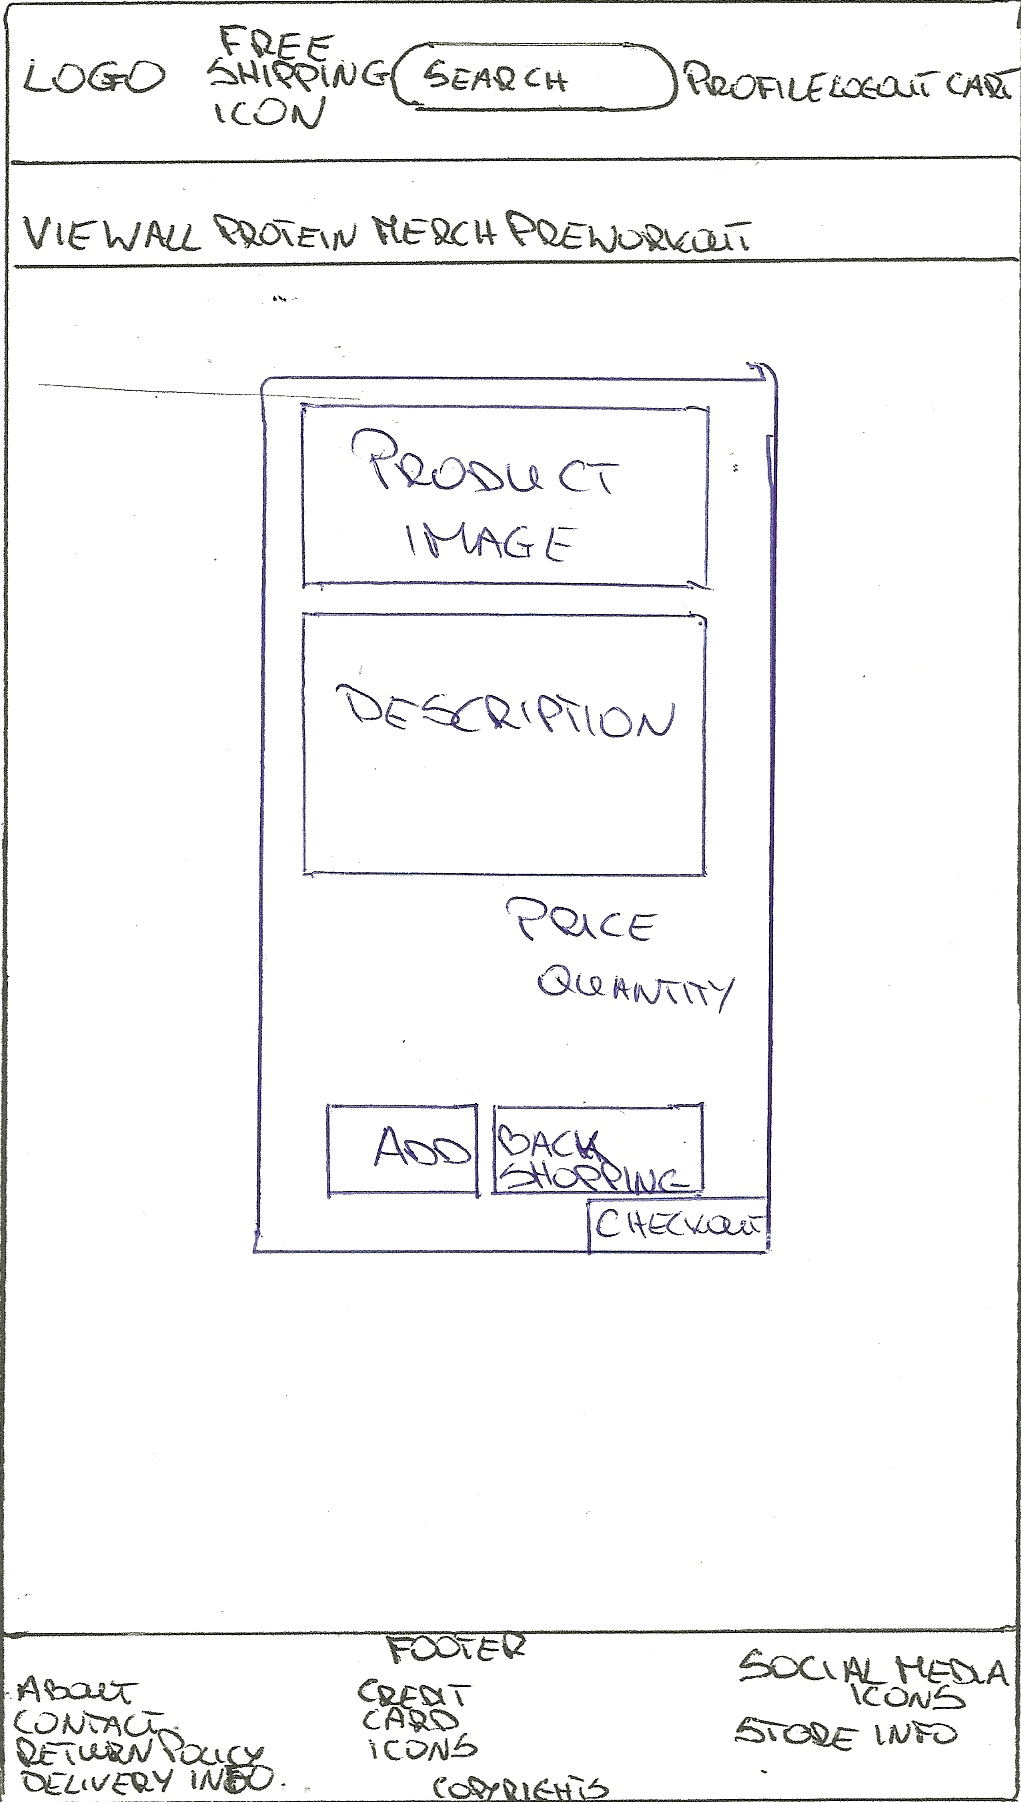 LOGO
FREE
SHIPPING
ICON
SEARCH
PROFILE LOGOUT CART
VIEW ALL PROTEIN MERCH PREWORKOUT
PRODUCT
IMAGE
DESCRIPTION
PRICE
QUANTITY
ADD
BACK
SHOPPING
CHECKOUT
FOOTER
ABOUT
CONTACT
RETURN POLICY
DELIVERY INFO.
CREDIT
CARD
ICONS
COPYRIGHTS
SOCIAL MEDIA
ICONS
STORE INFO